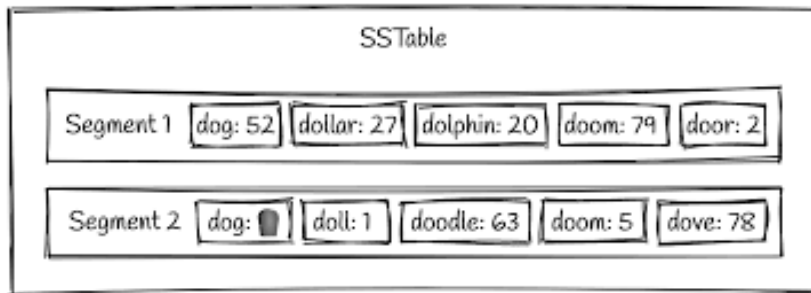 SSTable
Segment 1 dog: 52 dollar: 27 dolphin: 20 doom: 79 door: 2
Segment 2 dog: doll: 1 doodle: 63 doom: 5 dove: 78